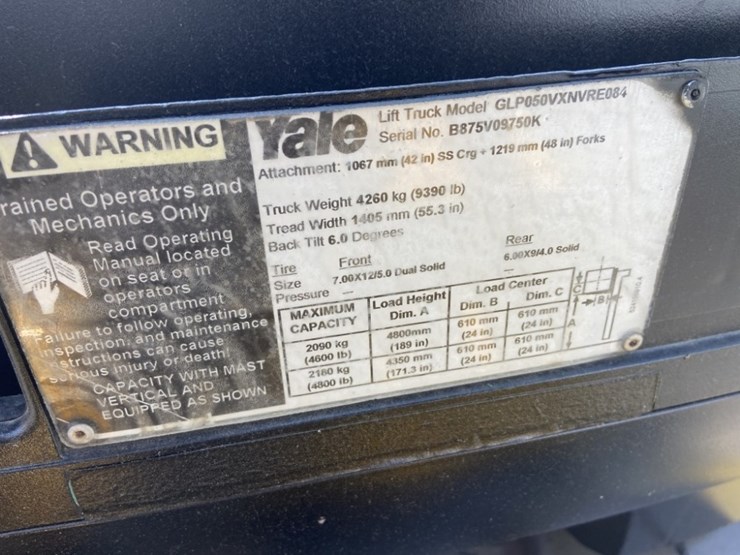 WARNING
rained Operators and
Mechanics Only
Read Operating
Manual located
on seat or in
operators
compartment
Failure to follow operating,
inspection, and maintenance
structions can cause
serious injury or death!
CAPACITY WITH MAST
VERTICAL AND
EQUIPPED AS SHOWN
Yale
Lift Truck Model GLP050VXNVRE084
Serial No. B875V09750K
Attachment: 1067 mm (42 in) SS Crg + 1219 mm (48 in) Forks
Truck Weight 4260 kg (9390 lb)
Tread Width 1405 mm (55.3 in)
Back Tilt 6.0 Degrees
Tire Front Rear
Size 7.00X12/5.0 Dual Solid 6.00X9/4.0 Solid
Pressure -- --
MAXIMUM CAPACITY Load Height Dim. A Load Center
Dim. B Dim. C
2090 kg (4600 lb) 4800mm (189 in) 610 mm (24 in) 610 mm (24 in)
2180 kg (4800 lb) 4350 mm (171.3 in) 610 mm (24 in) 610 mm (24 in)
C
B
A